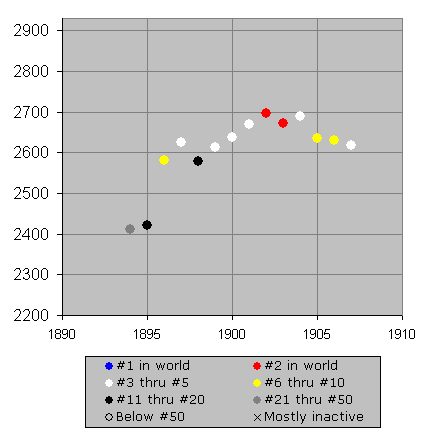 2900
2800
2700
2600
2500
2400
2300
2200
1890 1895 1900 1905 1910
#1 in world #2 in world
#3 thru #5 #6 thru #10
#11 thru #20 #21 thru #50
Below #50 Mostly inactive